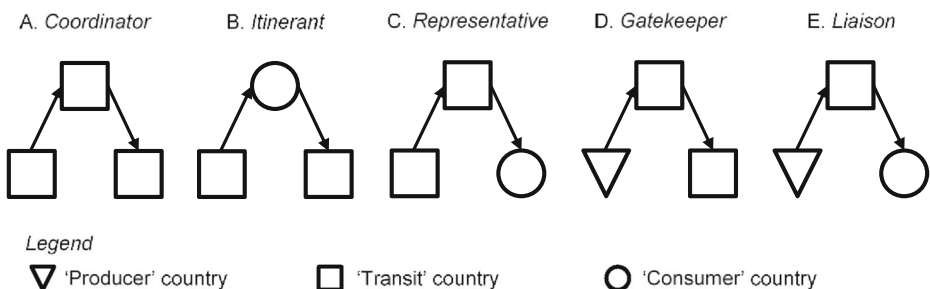 A. Coordinator B. Itinerant C. Representative D. Gatekeeper E. Liaison
Legend
‘Producer’ country ‘Transit’ country ‘Consumer’ country